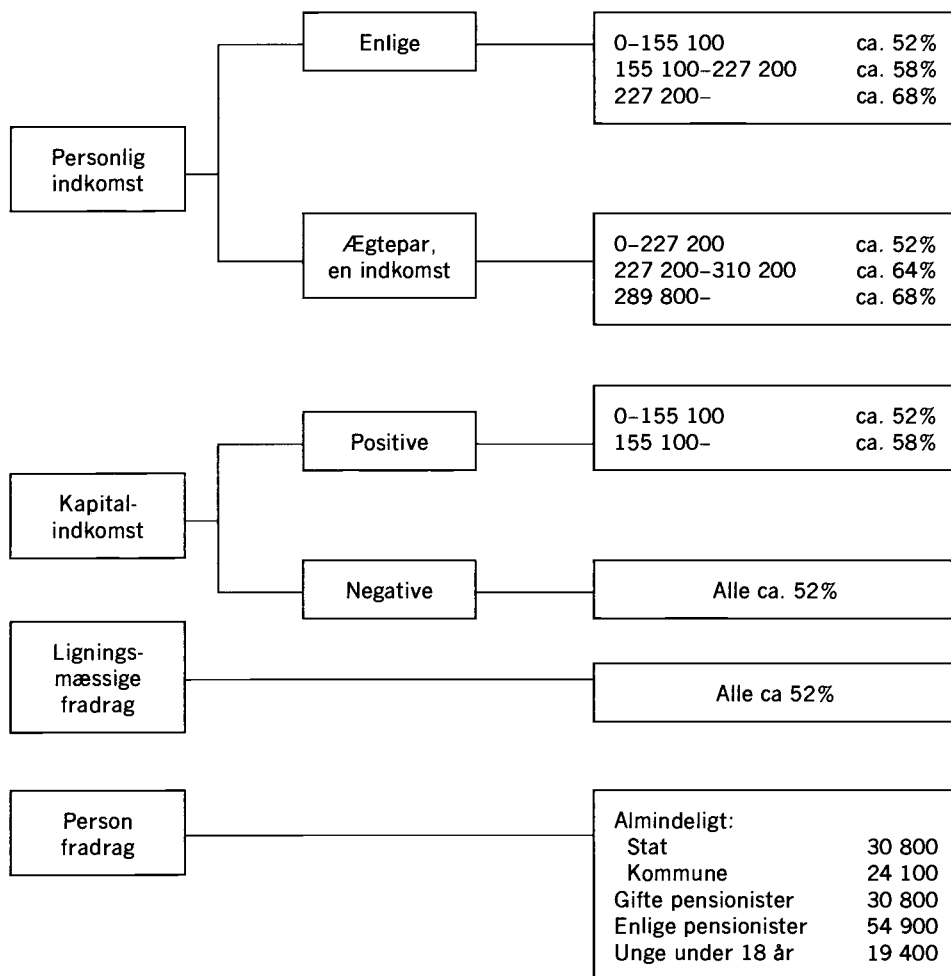 Personlig
indkomst
Enlige
0–155 100 ca. 52%
155 100–227 200 ca. 58%
227 200– ca. 68%
Ægtepar,
en indkomst
0–227 200 ca. 52%
227 200–310 200 ca. 64%
289 800– ca. 68%
Kapital-
indkomst
Positive
0–155 100 ca. 52%
155 100– ca. 58%
Negative
Alle ca. 52%
Lignings-
mæssige
fradrag
Alle ca 52%
Person
fradrag
Almindeligt:
Stat 30 800
Kommune 24 100
Gifte pensionister 30 800
Enlige pensionister 54 900
Unge under 18 år 19 400